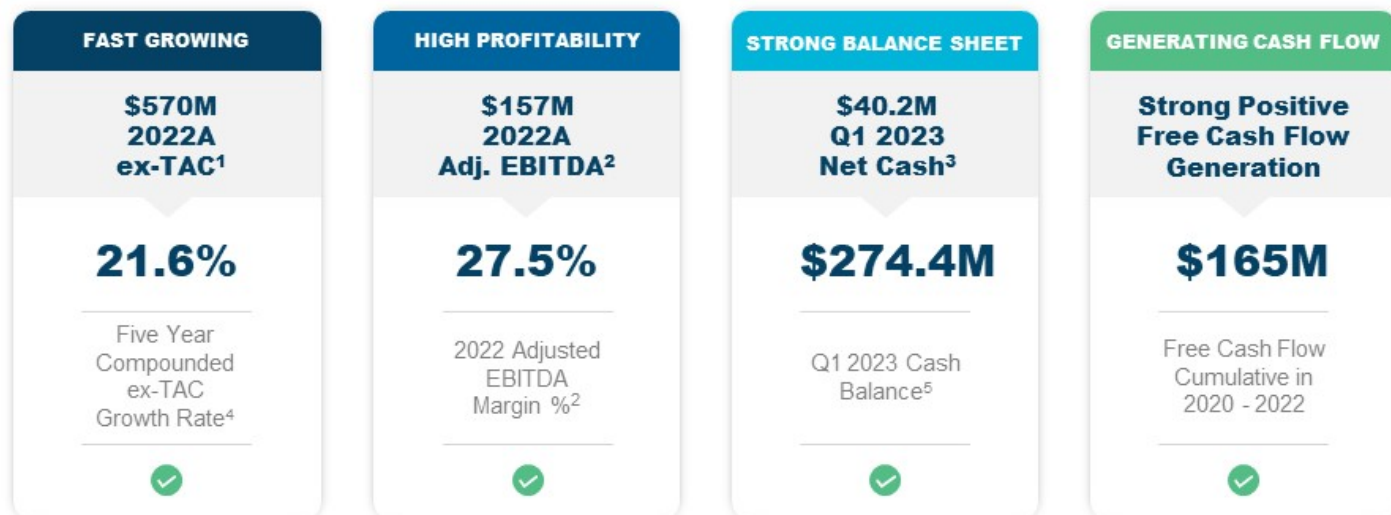 FAST GROWING
$570M
2022A
ex-TAC¹
21.6%
Five Year
Compounded
ex-TAC
Growth Rate⁴
HIGH PROFITABILITY
$157M
2022A
Adj. EBITDA²
27.5%
2022 Adjusted
EBITDA
Margin %²
STRONG BALANCE SHEET
$40.2M
Q1 2023
Net Cash³
$274.4M
Q1 2023 Cash
Balance⁵
GENERATING CASH FLOW
Strong Positive
Free Cash Flow
Generation
$165M
Free Cash Flow
Cumulative in
2020 - 2022